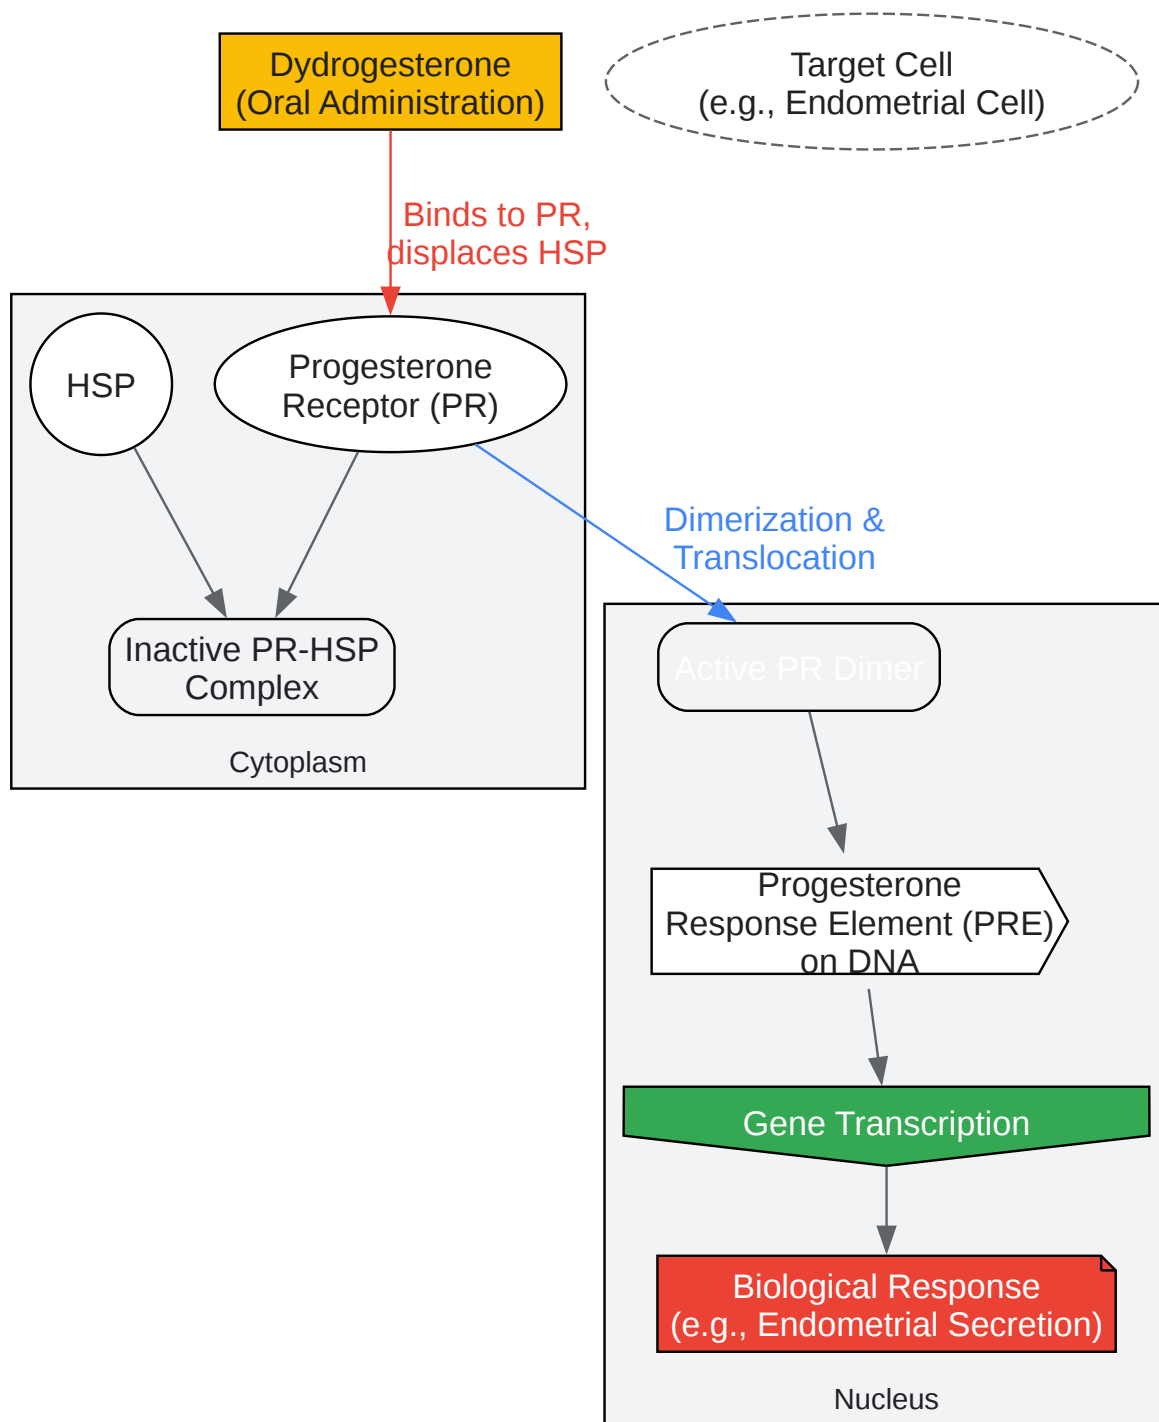 Dydrogesterone
(Oral Administration)
Target Cell
(e.g., Endometrial Cell)
Binds to PR,
displaces HSP
HSP
Progesterone
Receptor (PR)
Dimerization &
Translocation
Inactive PR-HSP
Complex
Cytoplasm
Active PR Dimer
Progesterone
Response Element (PRE)
on DNA
Gene Transcription
Biological Response
(e.g., Endometrial Secretion)
Nucleus